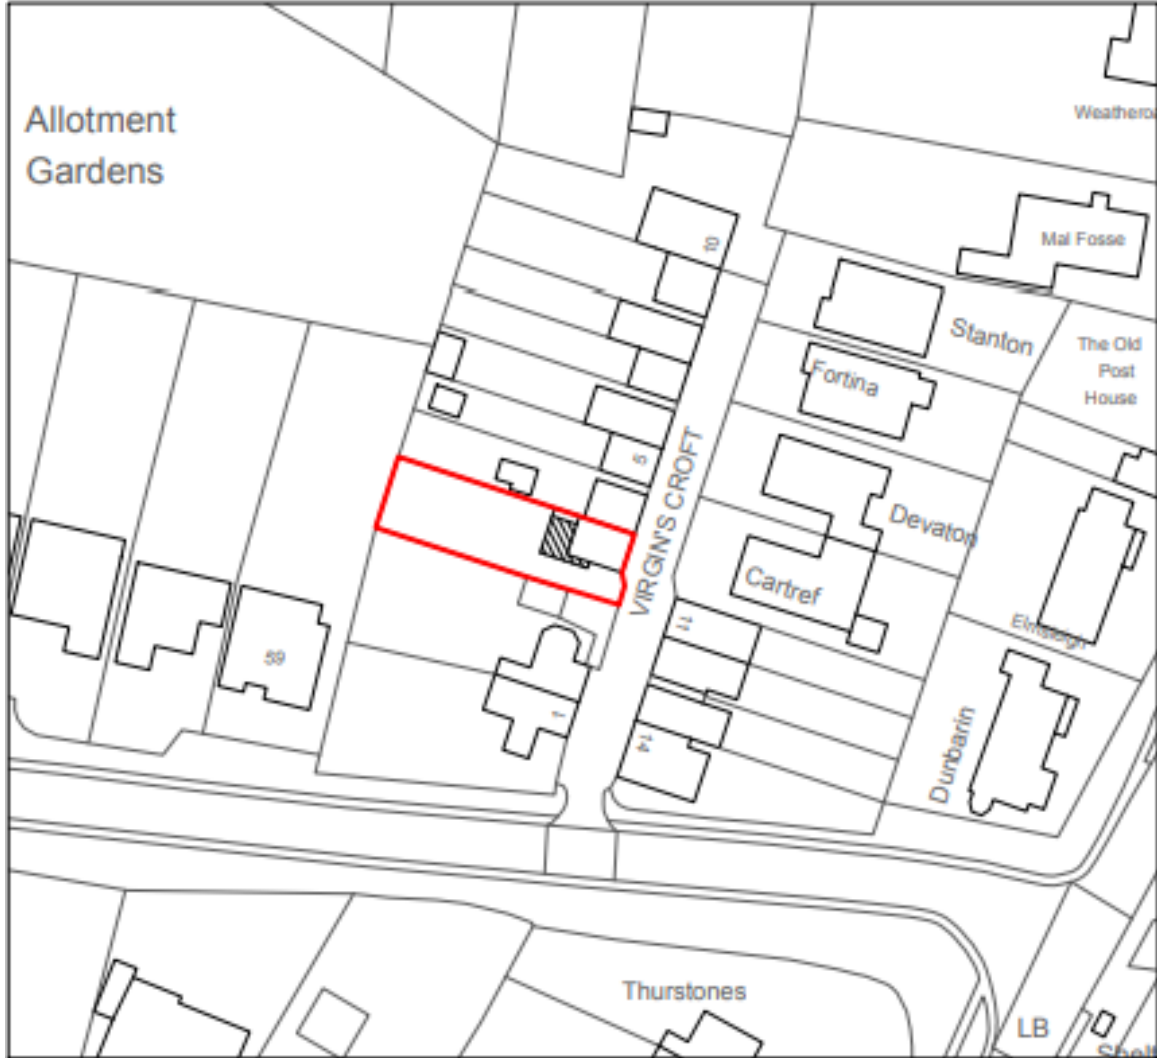 Allotment
Gardens
10
Mal Fosse
Stanton
The Old
Post
House
Fortina
5
VIRGIN'S CROFT
Devaton
Cartref
Elmsleigh
11
59
1
14
Dunbarin
Thurstones
LB